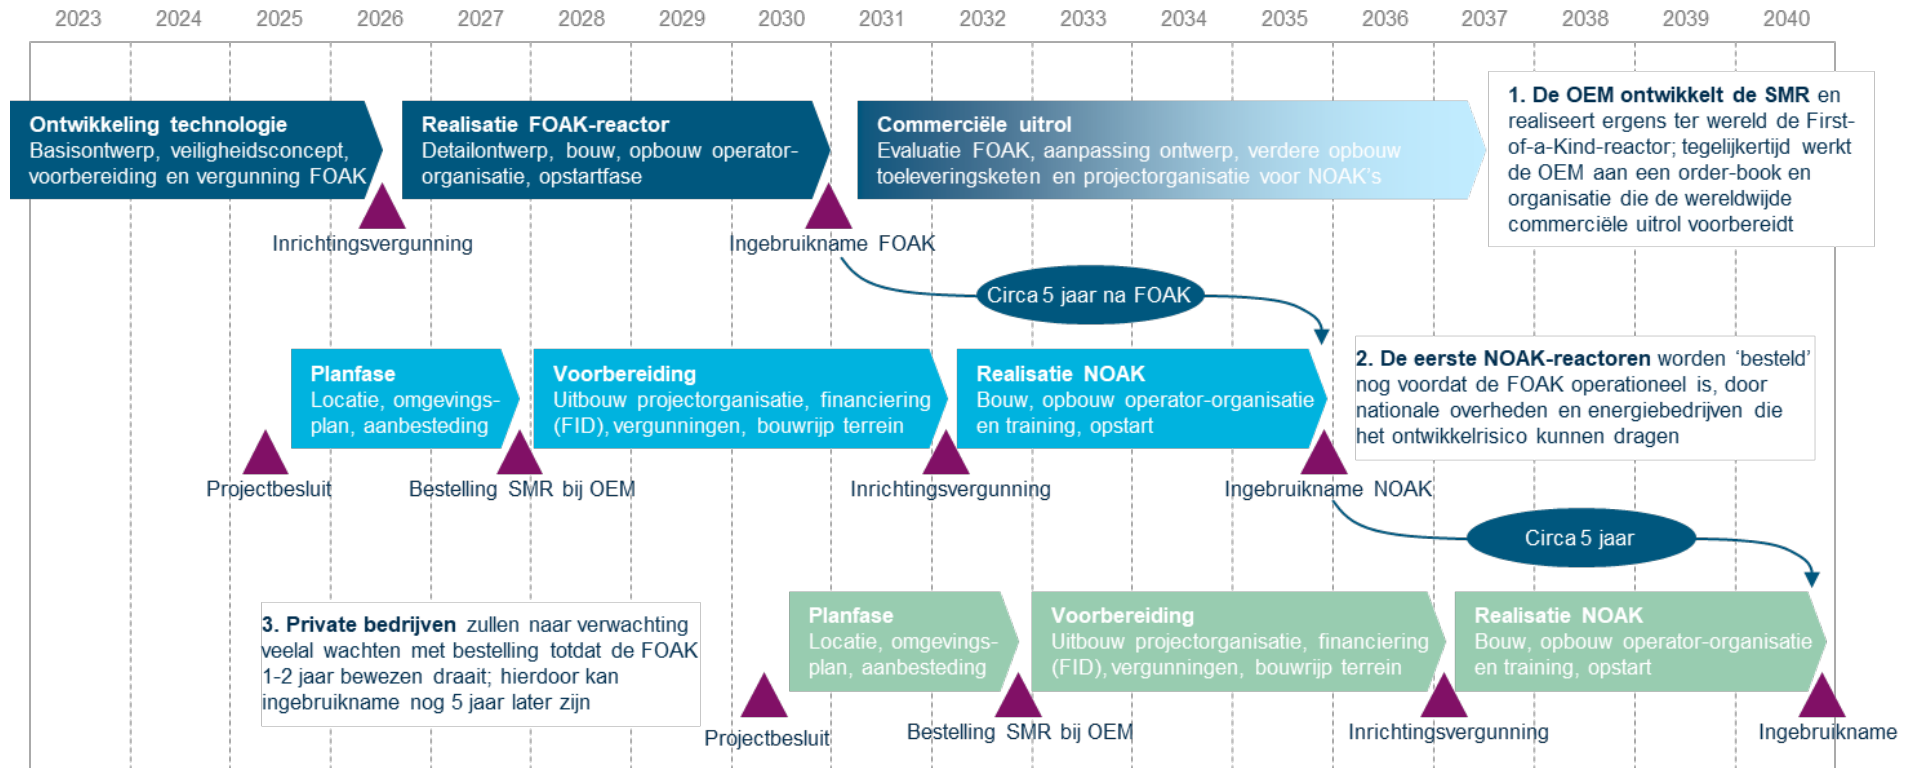 2023 2024 2025 2026 2027 2028 2029 2030 2031 2032 2033 2034 2035 2036 2037 2038 2039 2040
Ontwikkeling technologie
Basisontwerp, veiligheidsconcept,
voorbereiding en vergunning FOAK
Realisatie FOAK-reactor
Detailontwerp, bouw, opbouw operator-
organisatie, opstartfase
Commerciële uitrol
Evaluatie FOAK, aanpassing ontwerp, verdere opbouw
toeleveringsketen en projectorganisatie voor NOAK's
1. De OEM ontwikkelt de SMR en
realiseert ergens ter wereld de First-
of-a-Kind-reactor; tegelijkertijd werkt
de OEM aan een order-book en
organisatie die de wereldwijde
commerciële uitrol voorbereidt
Inrichtingsvergunning
Ingebruikname FOAK
Circa 5 jaar na FOAK
Planfase
Locatie, omgevings-
plan, aanbesteding
Voorbereiding
Uitbouw projectorganisatie, financiering
(FID), vergunningen, bouwrijp terrein
Realisatie NOAK
Bouw, opbouw operator-organisatie
en training, opstart
2. De eerste NOAK-reactoren worden 'besteld'
nog voordat de FOAK operationeel is, door
nationale overheden en energiebedrijven die
het ontwikkelrisico kunnen dragen
Projectbesluit
Bestelling SMR bij OEM
Inrichtingsvergunning
Ingebruikname NOAK
Circa 5 jaar
3. Private bedrijven zullen naar verwachting
veelal wachten met bestelling totdat de FOAK
1-2 jaar bewezen draait; hierdoor kan
ingebruikname nog 5 jaar later zijn
Planfase
Locatie, omgevings-
plan, aanbesteding
Voorbereiding
Uitbouw projectorganisatie, financiering
(FID), vergunningen, bouwrijp terrein
Realisatie NOAK
Bouw, opbouw operator-organisatie
en training, opstart
Projectbesluit
Bestelling SMR bij OEM
Inrichtingsvergunning
Ingebruikname